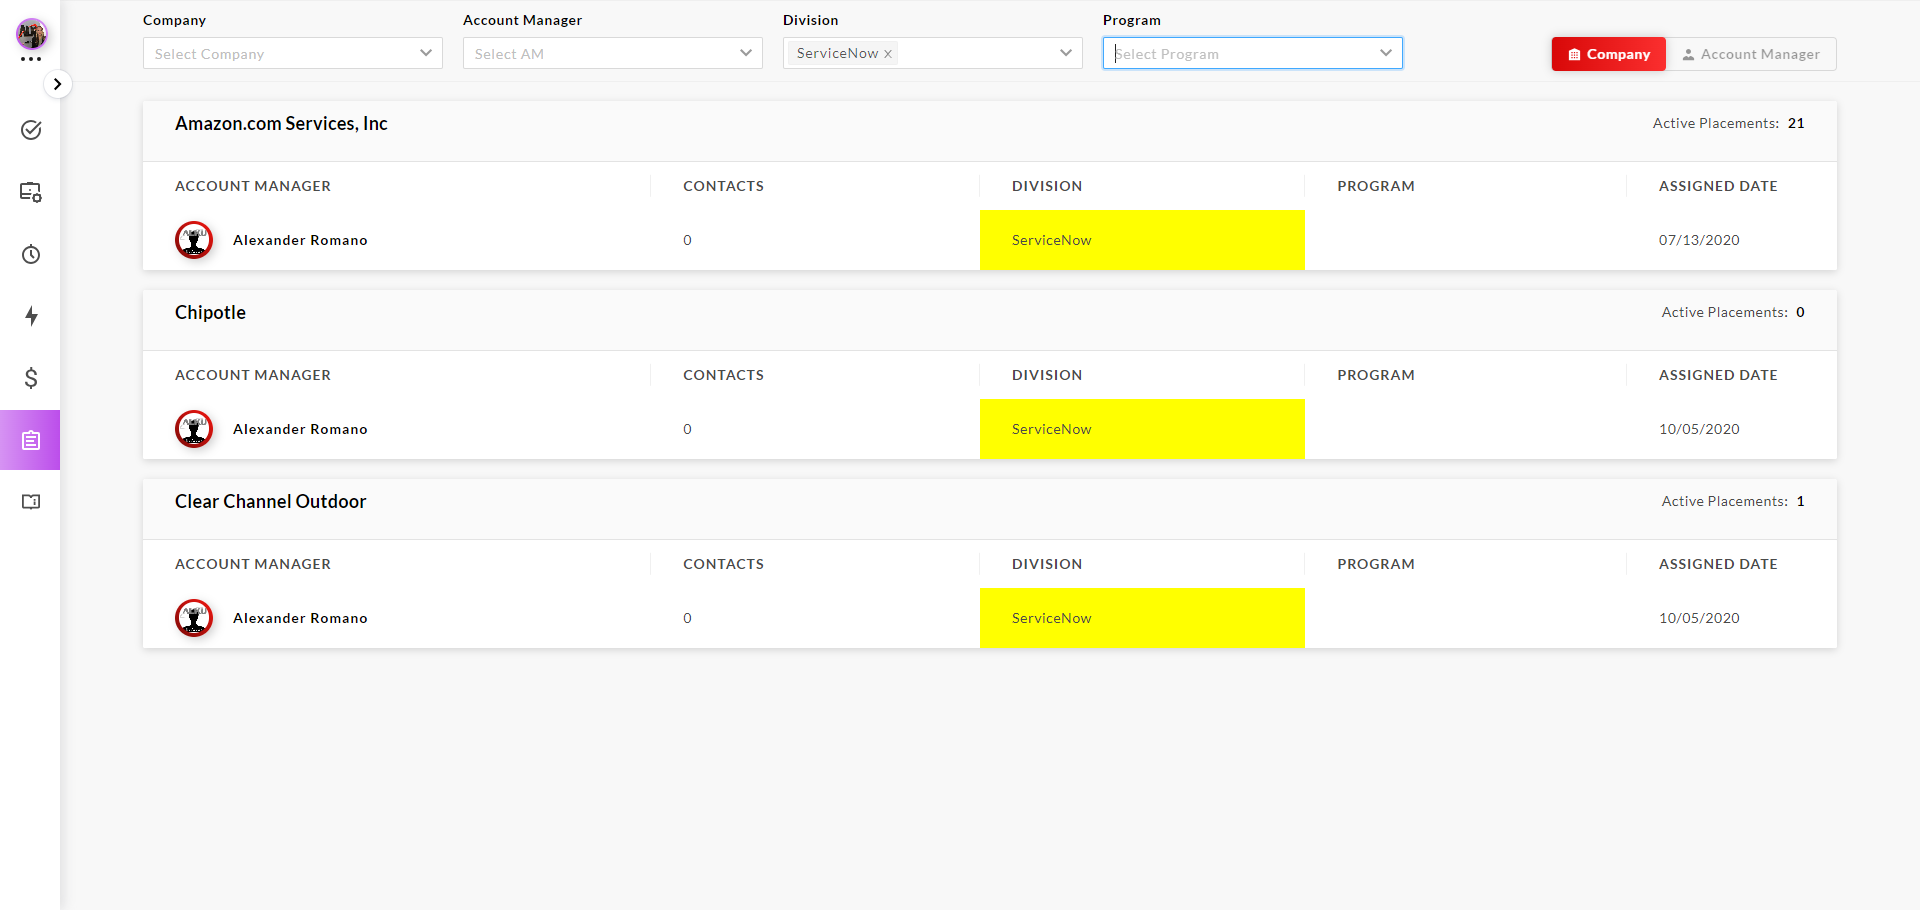 Company
Account Manager
Division
Program
Select Company
Select AM
ServiceNow
Select Program
Company
Account Manager
Amazon.com Services, Inc
Active Placements: 21
ACCOUNT MANAGER CONTACTS DIVISION PROGRAM ASSIGNED DATE
Alexander Romano 0 ServiceNow 07/13/2020
Chipotle
Active Placements: 0
ACCOUNT MANAGER CONTACTS DIVISION PROGRAM ASSIGNED DATE
Alexander Romano 0 ServiceNow 10/05/2020
Clear Channel Outdoor
Active Placements: 1
ACCOUNT MANAGER CONTACTS DIVISION PROGRAM ASSIGNED DATE
Alexander Romano 0 ServiceNow 10/05/2020